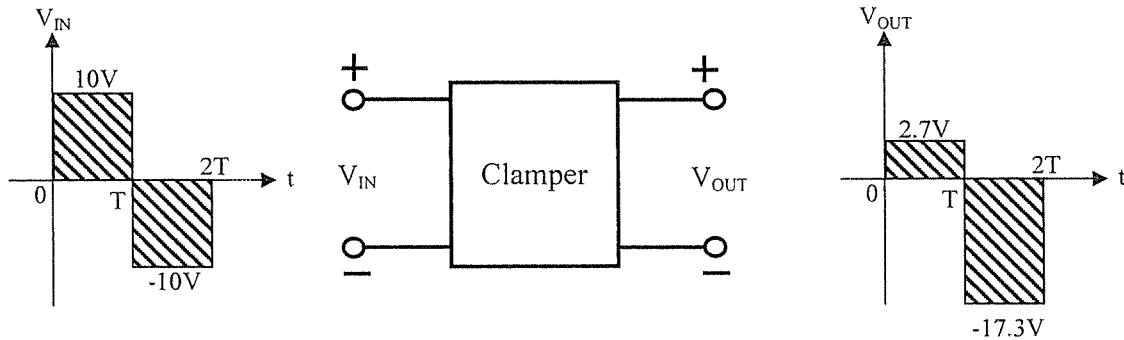 V_IN
10V
2T
t
0
T
-10V
+
+
V_IN
Clamper
V_OUT
−
−
V_OUT
2.7V
2T
t
0
T
-17.3V